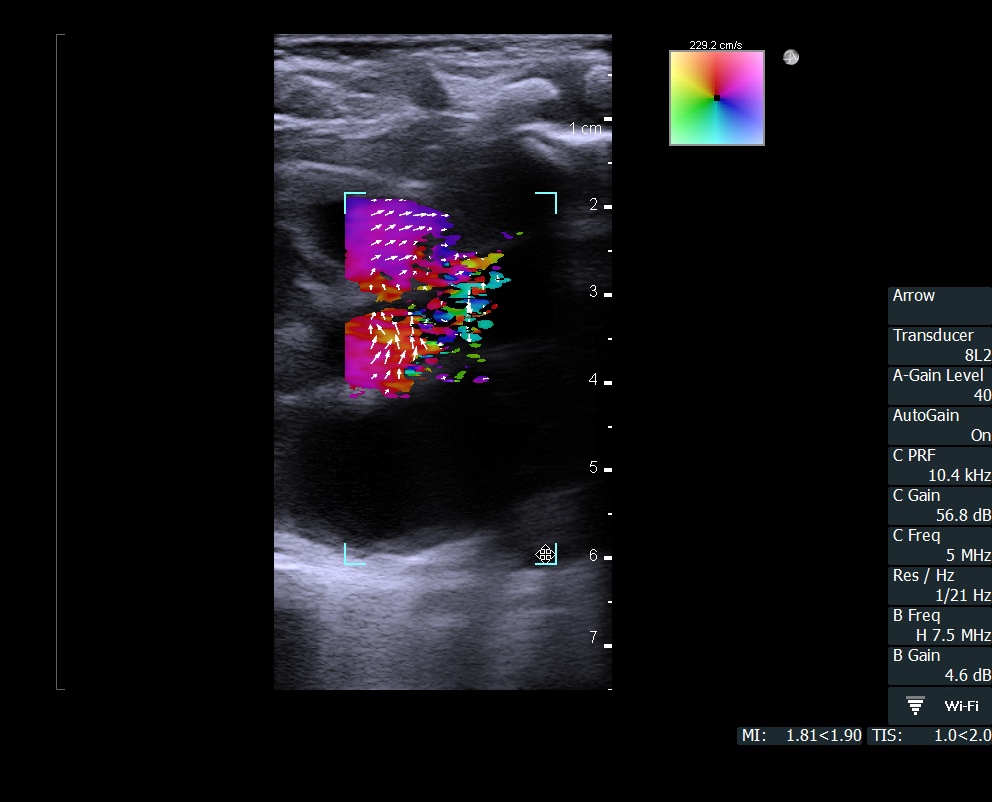 229.2 cm/s
1 cm
2
3
4
5
6
7
Arrow
Transducer
8L2
A-Gain Level
40
AutoGain
On
C PRF
10.4 kHz
C Gain
56.8 dB
C Freq
5 MHz
Res / Hz
1/21 Hz
B Freq
H 7.5 MHz
B Gain
4.6 dB
Wi-Fi
MI: 1.81<1.90 TIS: 1.0<2.0